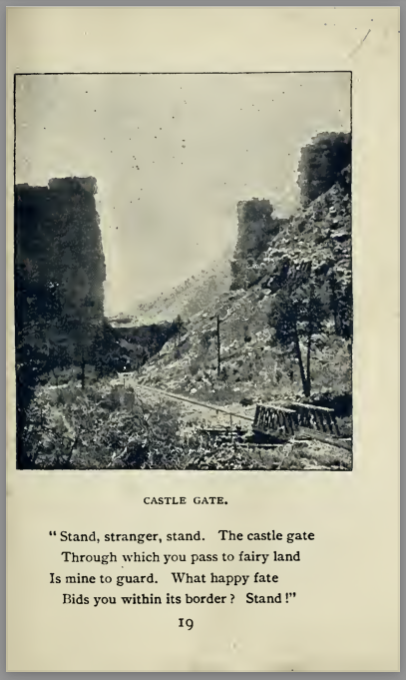 CASTLE GATE.
"Stand, stranger, stand. The castle gate
Through which you pass to fairy land
Is mine to guard. What happy fate
Bids you within its border? Stand!"
19